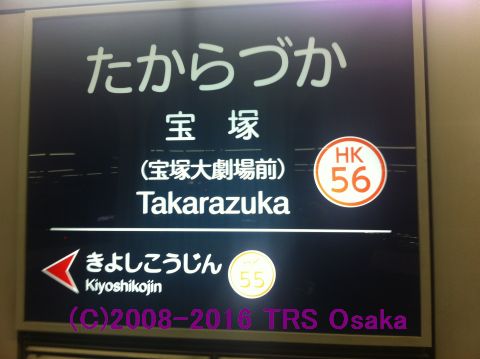 たからづか
宝塚
(宝塚大劇場前)
Takarazuka
HK
56
きよしこうじん
Kiyoshikojin
HK
55
(C)2008-2016 TRS Osaka